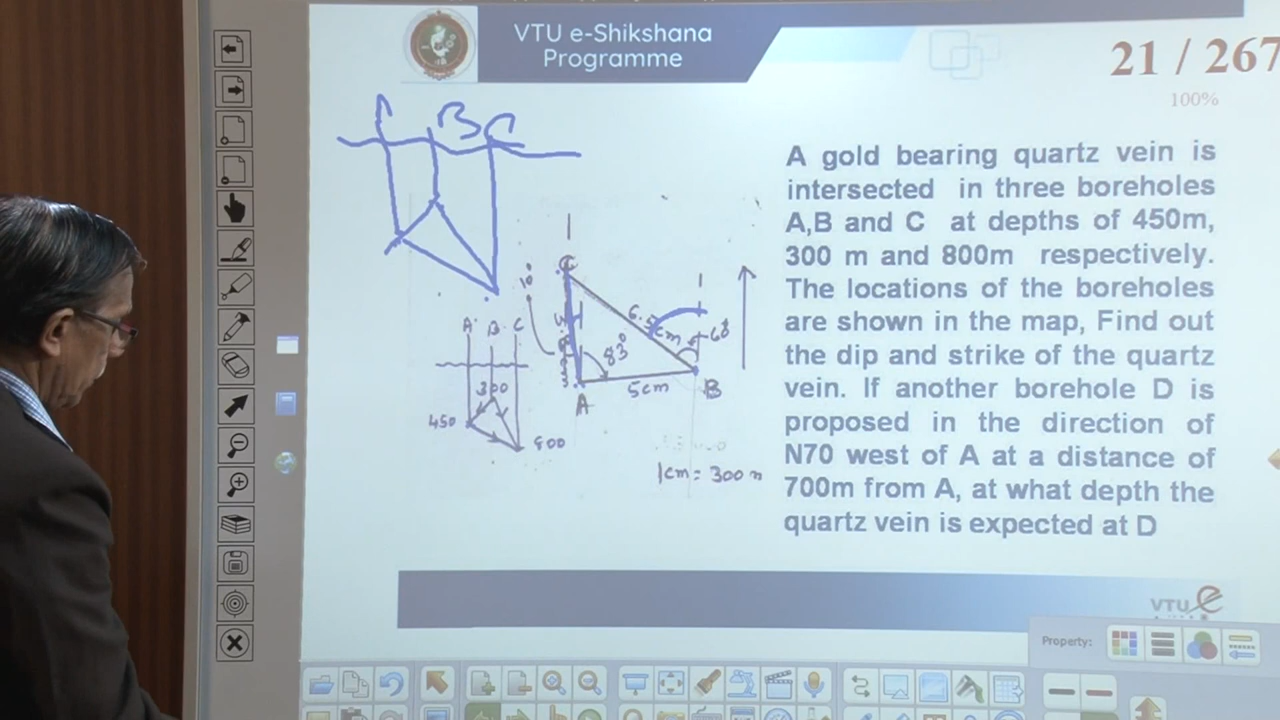 VTU e-Shikshana
Programme
21 / 267
100%
A gold bearing quartz vein is
intersected in three boreholes
A,B and C at depths of 450m,
300 m and 800m respectively.
The locations of the boreholes
are shown in the map, Find out
the dip and strike of the quartz
vein. If another borehole D is
proposed in the direction of
N70 west of A at a distance of
700m from A, at what depth the
quartz vein is expected at D
B C
C
83°
5cm
A
B
1cm = 300 m
A B C
300
450
800
VTU e
Property: